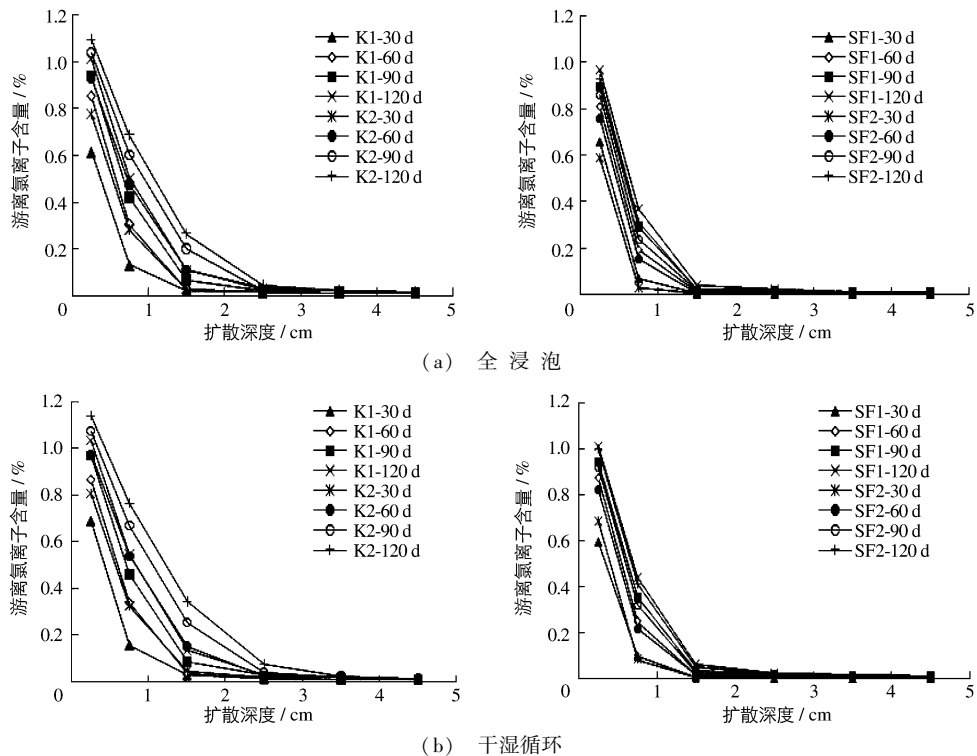 1.2
1.0
0.8
0.6
0.4
0.2
0
1
2
3
4
5
游离氯离子含量 / %
扩散深度 / cm
K1-30 d
K1-60 d
K1-90 d
K1-120 d
K2-30 d
K2-60 d
K2-90 d
K2-120 d
1.2
1.0
0.8
0.6
0.4
0.2
0
1
2
3
4
5
游离氯离子含量 / %
扩散深度 / cm
SF1-30 d
SF1-60 d
SF1-90 d
SF1-120 d
SF2-30 d
SF2-60 d
SF2-90 d
SF2-120 d
(a) 全浸泡
1.2
1.0
0.8
0.6
0.4
0.2
0
1
2
3
4
5
游离氯离子含量 / %
扩散深度 / cm
K1-30 d
K1-60 d
K1-90 d
K1-120 d
K2-30 d
K2-60 d
K2-90 d
K2-120 d
1.2
1.0
0.8
0.6
0.4
0.2
0
1
2
3
4
5
游离氯离子含量 / %
扩散深度 / cm
SF1-30 d
SF1-60 d
SF1-90 d
SF1-120 d
SF2-30 d
SF2-60 d
SF2-90 d
SF2-120 d
(b) 干湿循环